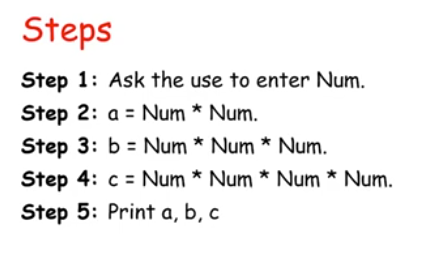 Steps
Step 1: Ask the use to enter Num.
Step 2: a = Num * Num.
Step 3: b = Num * Num * Num.
Step 4: c = Num * Num * Num * Num.
Step 5: Print a, b, c